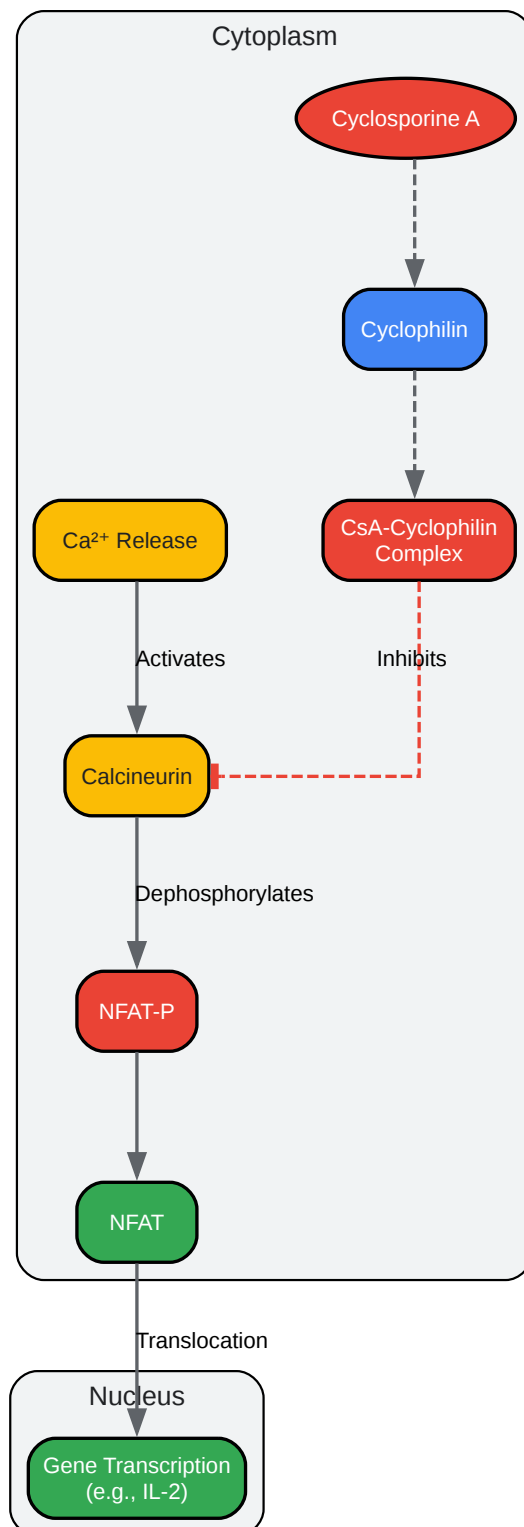 Cytoplasm
Cyclosporine A
Cyclophilin
Ca²⁺ Release
CsA-Cyclophilin
Complex
Activates
Inhibits
Calcineurin
Dephosphorylates
NFAT-P
NFAT
Translocation
Nucleus
Gene Transcription
(e.g., IL-2)